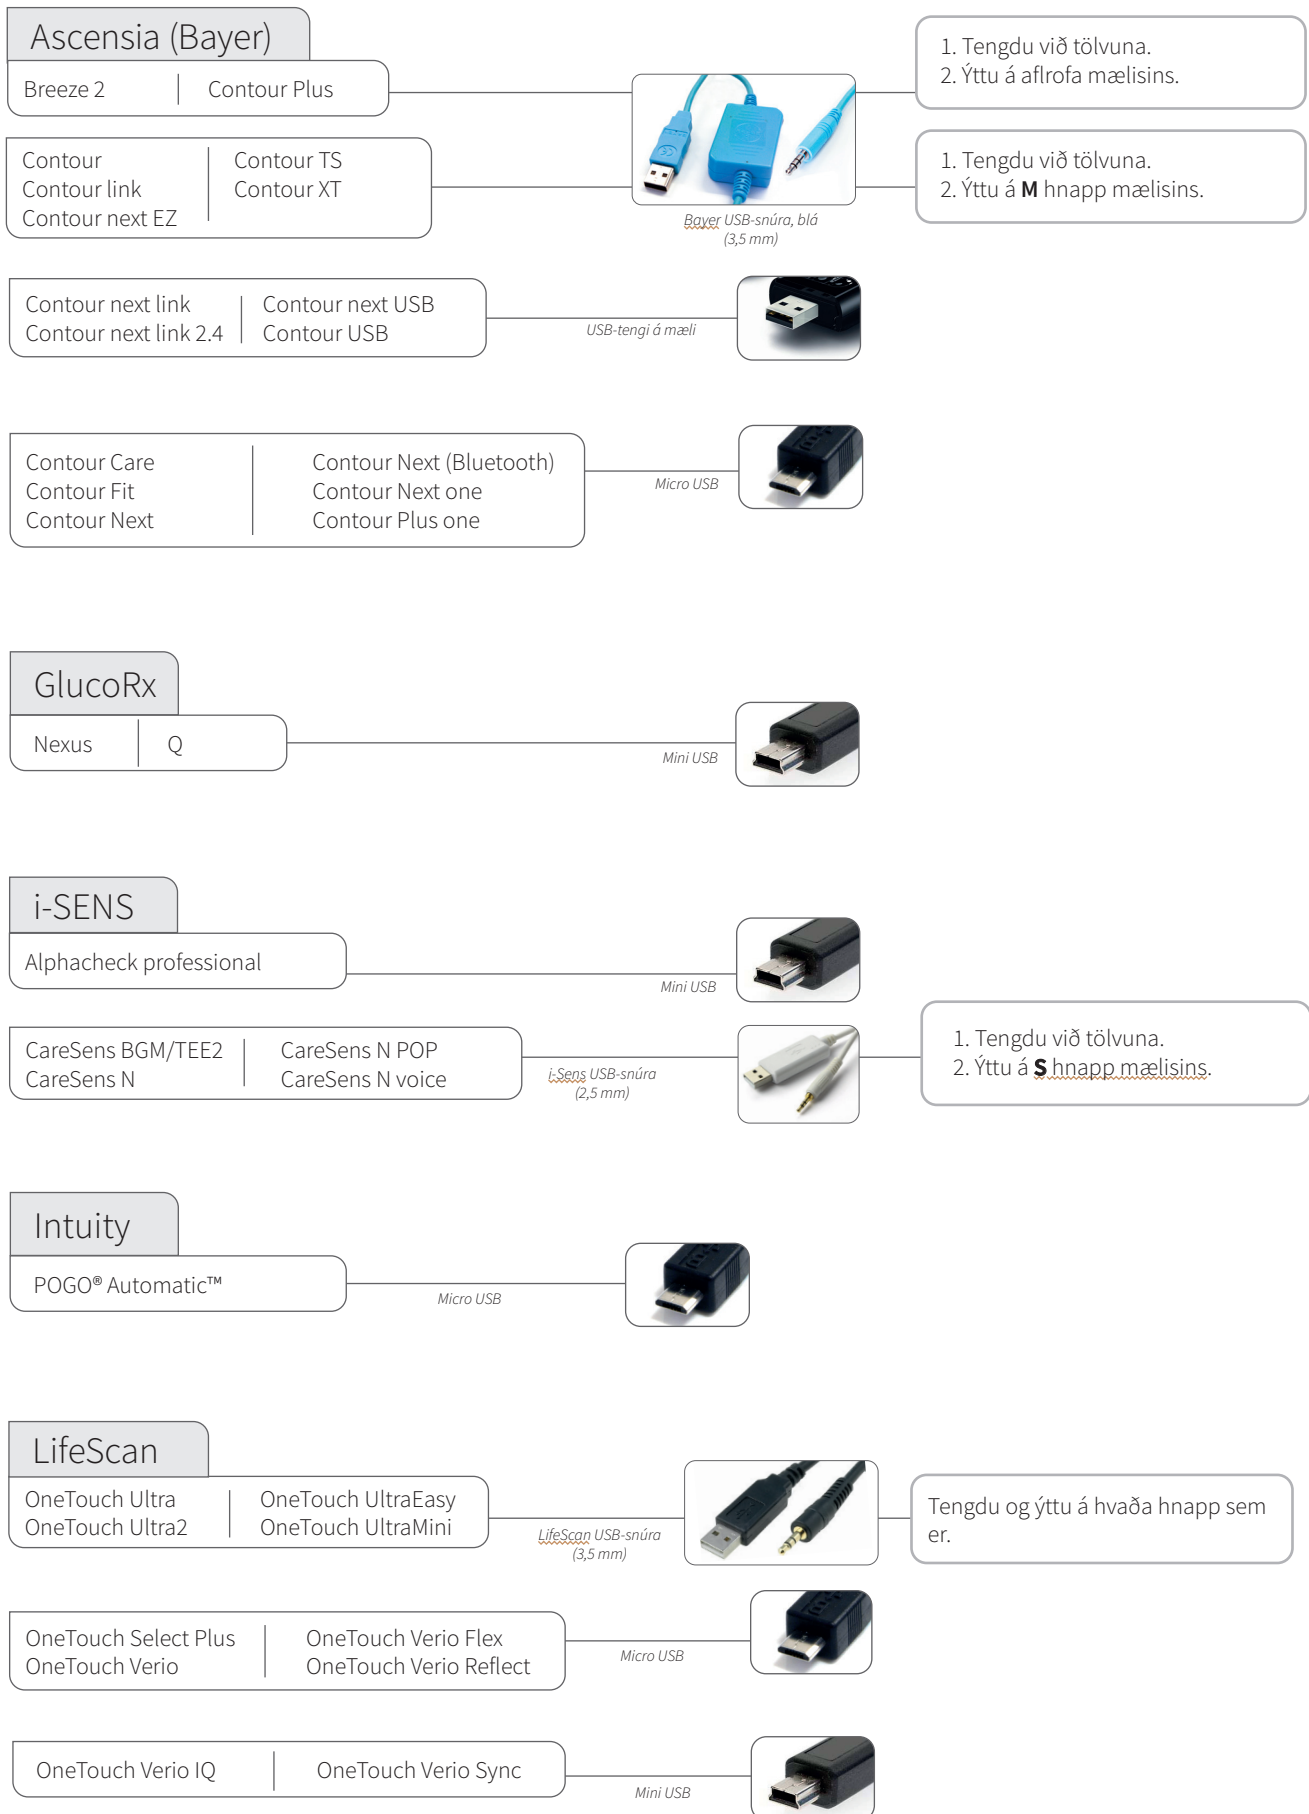 Ascensia (Bayer)
Breeze 2 Contour Plus
1. Tengdu við tölvuna.
2. Ýttu á aflrofa mælisins.
Contour Contour TS
Contour link Contour XT
Contour next EZ
1. Tengdu við tölvuna.
2. Ýttu á M hnapp mælisins.
Bayer USB-snúra, blá
(3,5 mm)
Contour next link Contour next USB
Contour next link 2.4 Contour USB
USB-tengi á mæli
Contour Care Contour Next (Bluetooth)
Contour Fit Contour Next one
Contour Next Contour Plus one
Micro USB
GlucoRx
Nexus Q
Mini USB
i-SENS
Alphacheck professional
Mini USB
CareSens BGM/TEE2 CareSens N POP
CareSens N CareSens N voice
i-Sens USB-snúra
(2,5 mm)
1. Tengdu við tölvuna.
2. Ýttu á S hnapp mælisins.
Intuity
POGO® Automatic™
Micro USB
LifeScan
OneTouch Ultra OneTouch UltraEasy
OneTouch Ultra2 OneTouch UltraMini
LifeScan USB-snúra
(3,5 mm)
Tengdu og ýttu á hvaða hnapp sem
er.
OneTouch Select Plus OneTouch Verio Flex
OneTouch Verio OneTouch Verio Reflect
Micro USB
OneTouch Verio IQ OneTouch Verio Sync
Mini USB